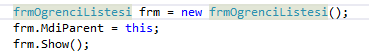 frmOgrenciListesi frm = new frmOgrenciListesi();
frm.MdiParent = this;
frm.Show();